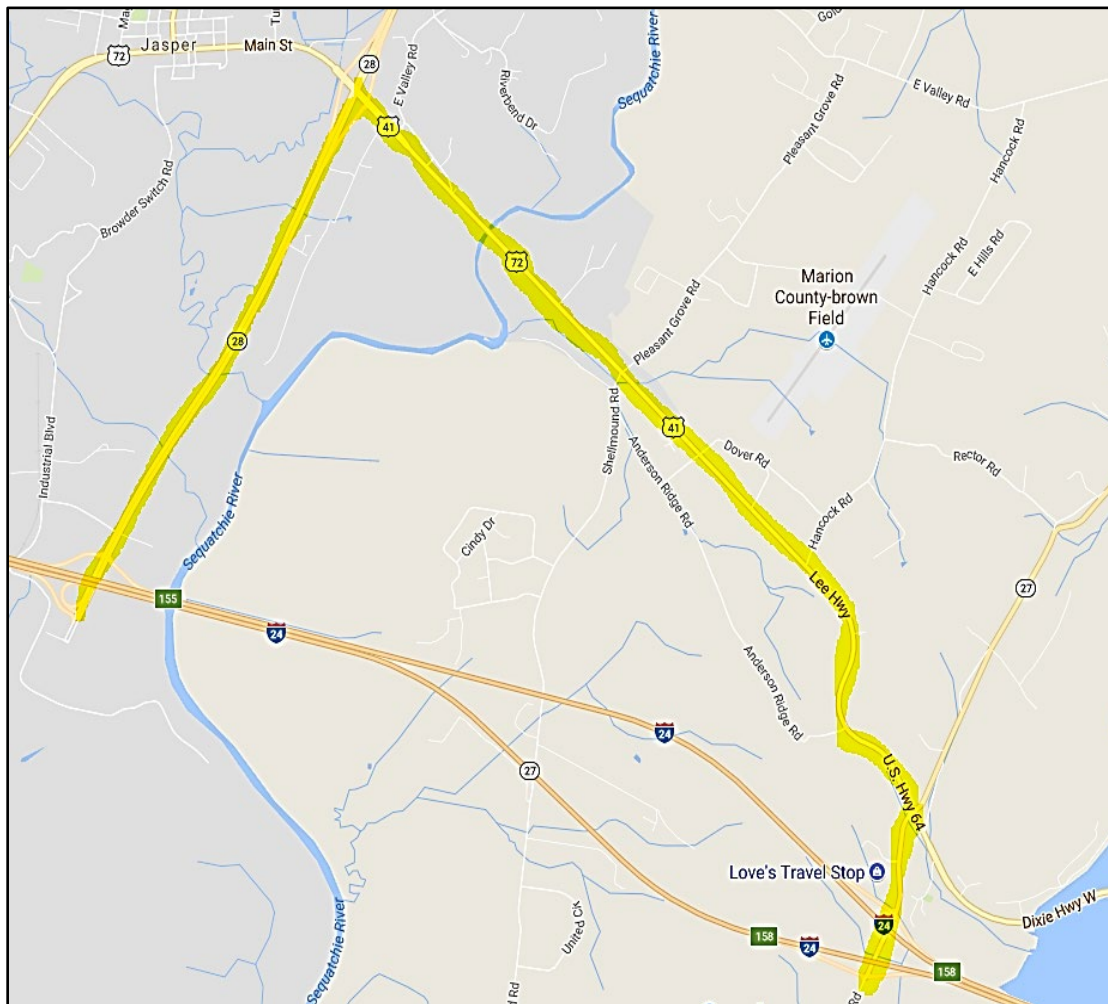 Jasper
Main St
72
28
E Valley Rd
Riverbend Dr
Sequatchie River
Pleasant Grove Rd
E Valley Rd
Hancock Rd
41
Browder Switch Rd
72
Hancock Rd
E Hills Rd
Marion
County-brown
Field
Pleasant Grove Rd
28
Industrial Blvd
Shellmound Rd
41
Dover Rd
Anderson Ridge Rd
Rector Rd
Hancock Rd
Cindy Dr
Sequatchie River
Lee Hwy
27
155
24
Anderson Ridge Rd
24
27
U.S. Hwy 64
Love's Travel Stop
United Ck
24
Dixie Hwy W
158
24
158
Sequatchie River
Rd
Rd